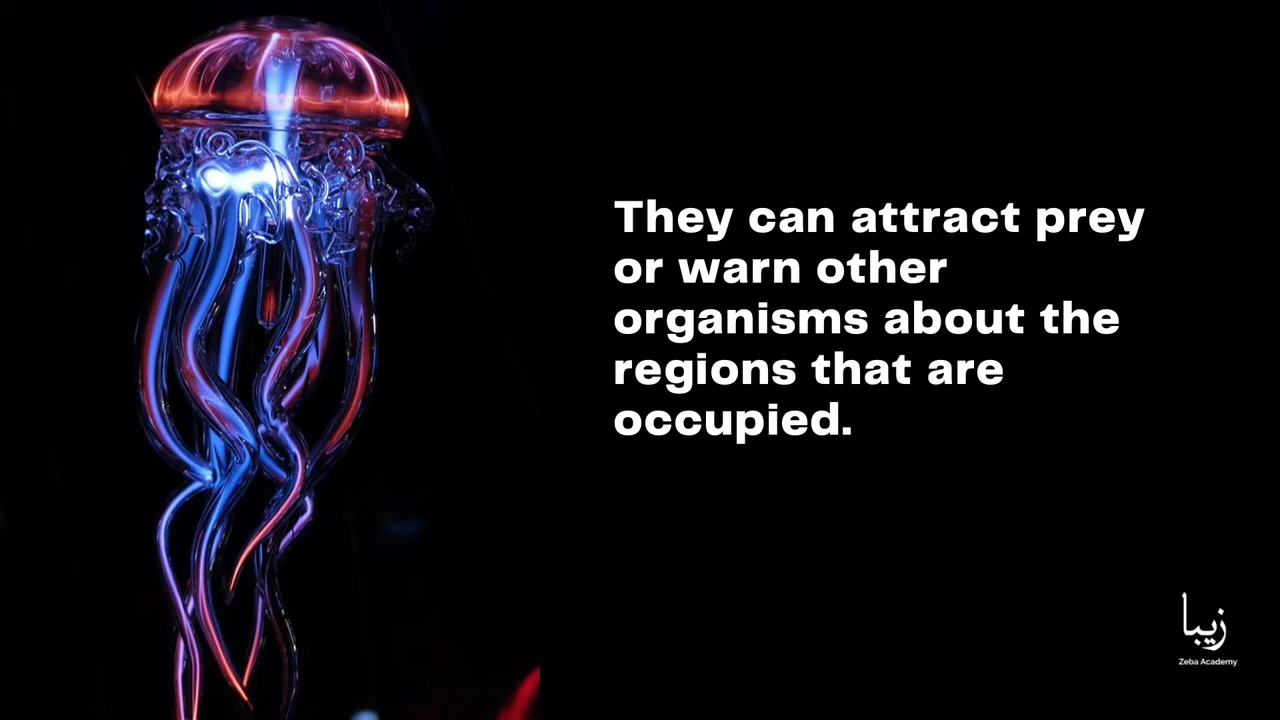 They can attract prey
or warn other
organisms about the
regions that are
occupied.
زیبا
Zeba Academy